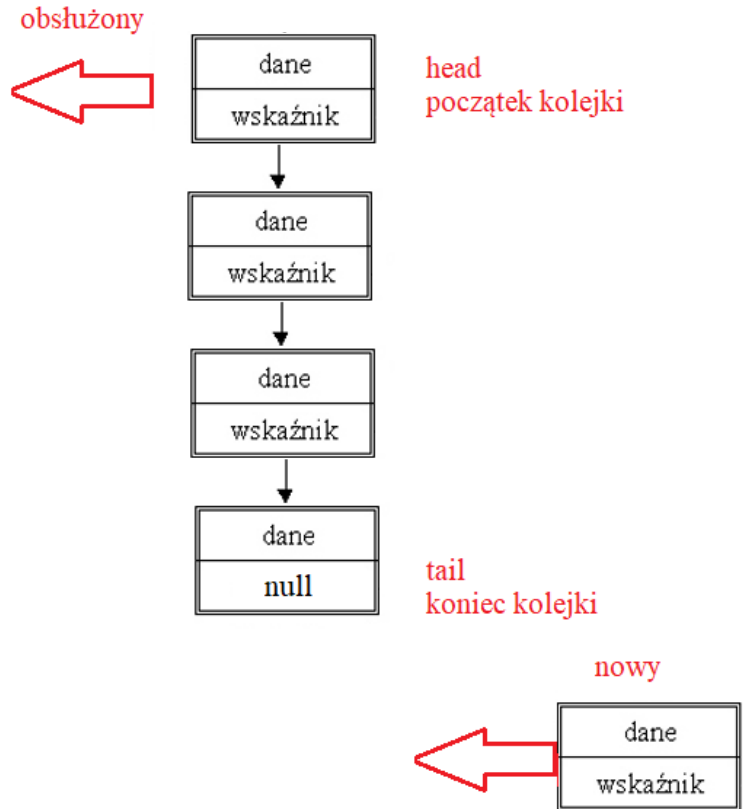 obsłużony
dane
wskaźnik
head
początek kolejki
dane
wskaźnik
dane
wskaźnik
dane
null
tail
koniec kolejki
nowy
dane
wskaźnik